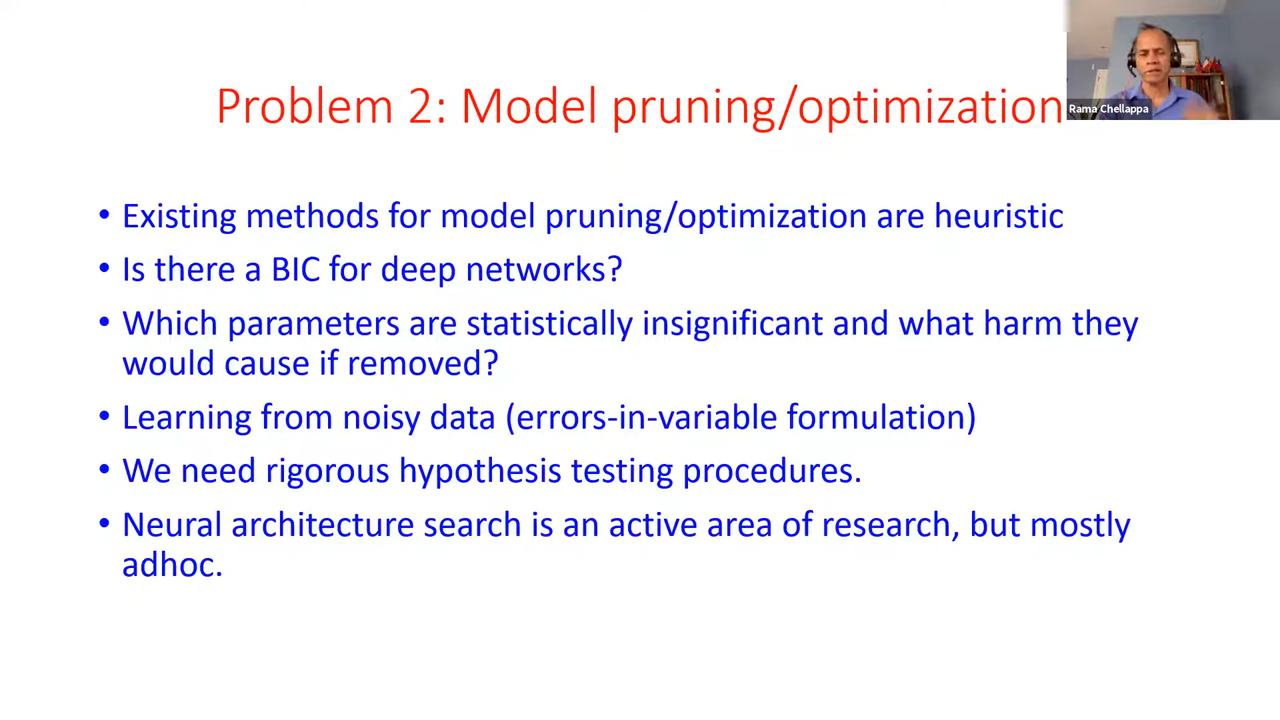 Problem 2: Model pruning/optimization
Rama Chellappa
• Existing methods for model pruning/optimization are heuristic
• Is there a BIC for deep networks?
• Which parameters are statistically insignificant and what harm they
would cause if removed?
• Learning from noisy data (errors-in-variable formulation)
• We need rigorous hypothesis testing procedures.
• Neural architecture search is an active area of research, but mostly
adhoc.